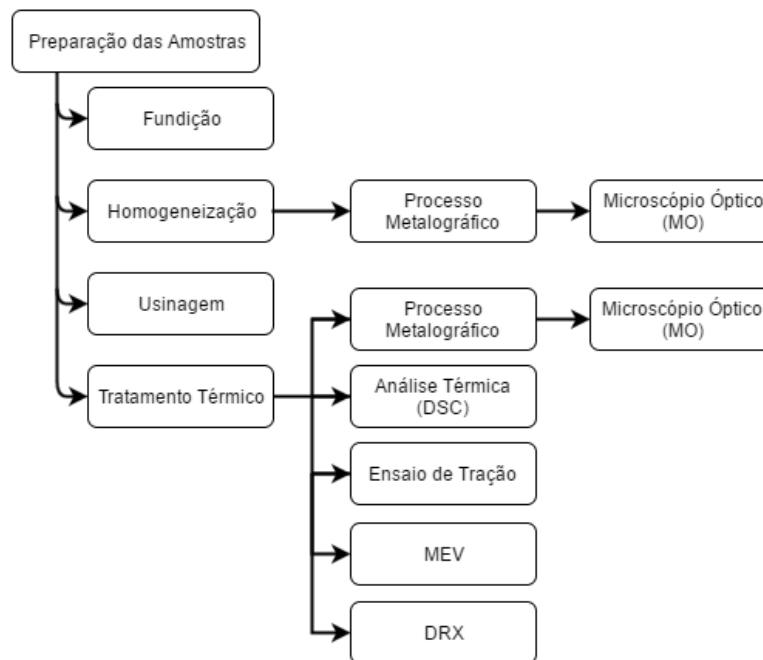 Preparação das Amostras
Fundição
Homogeneização
Processo
Metalográfico
Microscópio Óptico
(MO)
Usinagem
Processo
Metalográfico
Microscópio Óptico
(MO)
Tratamento Térmico
Análise Térmica
(DSC)
Ensaio de Tração
MEV
DRX